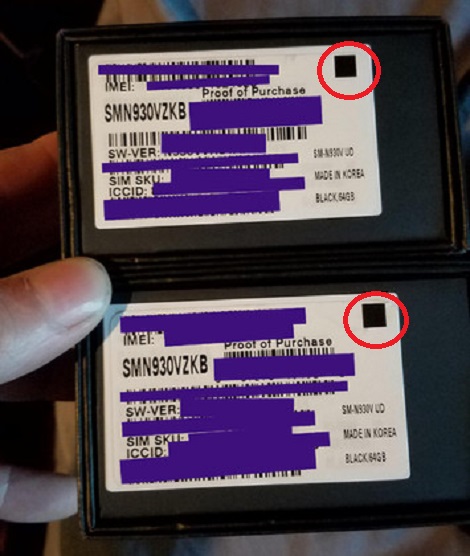 IMEI:
Proof of Purchase
SMN930VZKB
SW-VER:
SM-N930V UD
SIM SKU:
MADE IN KOREA
ICCID:
BLACK,64GB
IMEI:
Proof of Purchase
SMN930VZKB
SW-VER:
SM-N930V UD
SIM SKU:
MADE IN KOREA
ICCID:
BLACK,64GB